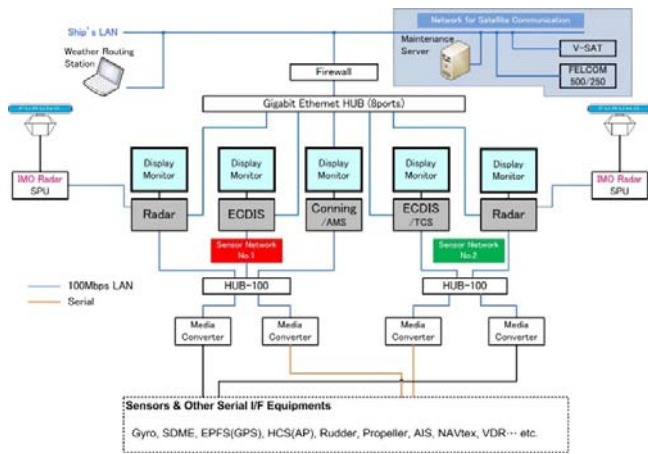 Network for Satellite Communication
Ship's LAN
Weather Routing
Station
Maintenance
Server
V-SAT
FELCOM
500/250
Firewall
Gigabit Ethernet HUB (8ports)
FURUNO
FURUNO
Display
Monitor
Display
Monitor
Display
Monitor
Display
Monitor
Display
Monitor
IMO Radar
SPU
IMO Radar
SPU
Radar
ECDIS
Conning
/AMS
ECDIS
/TCS
Radar
Sensor Network
No.1
Sensor Network
No.2
HUB-100
HUB-100
100Mbps LAN
Serial
Media
Converter
Media
Converter
Media
Converter
Media
Converter
Sensors & Other Serial I/F Equipments
Gyro, SDME, EPFS(GPS), HCS(AP), Rudder, Propeller, AIS, NAVtex, VDR… etc.